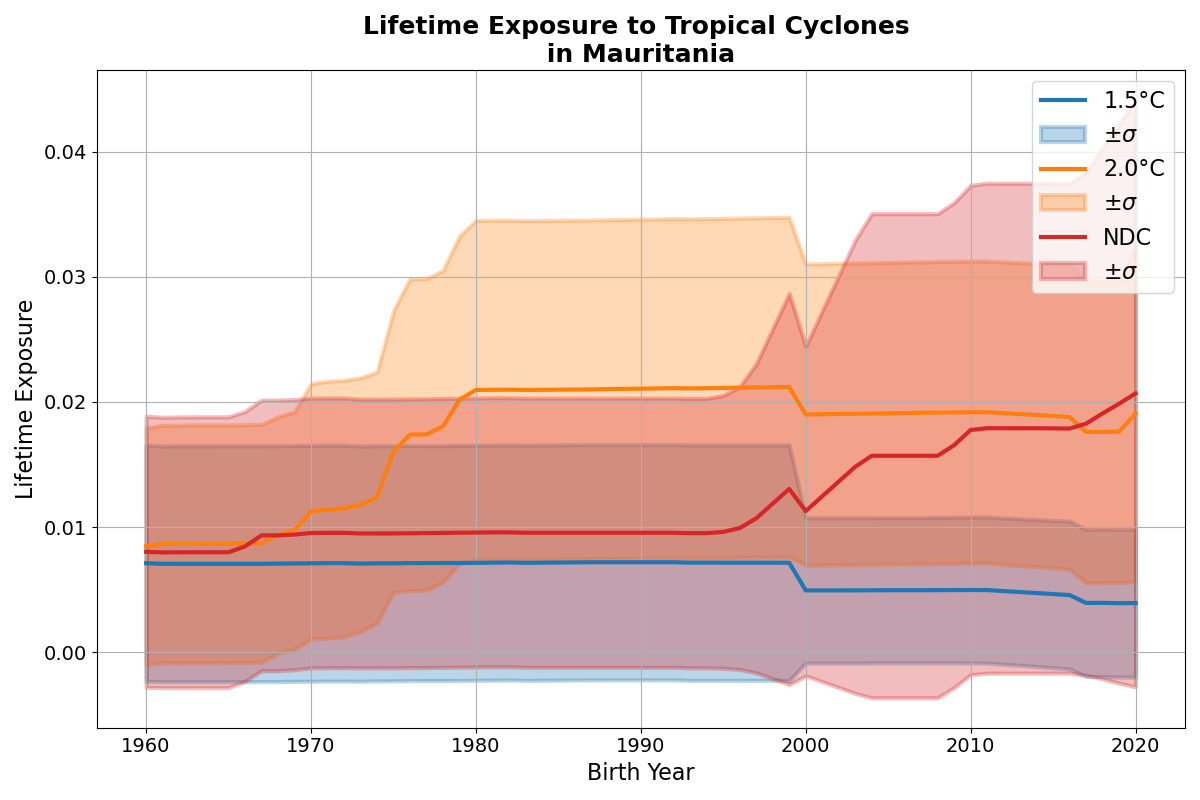 Lifetime Exposure to Tropical Cyclones
in Mauritania
1.5°C
±σ
2.0°C
±σ
NDC
±σ
Lifetime Exposure
0.04
0.03
0.02
0.01
0.00
1960
1970
1980
1990
2000
2010
2020
Birth Year